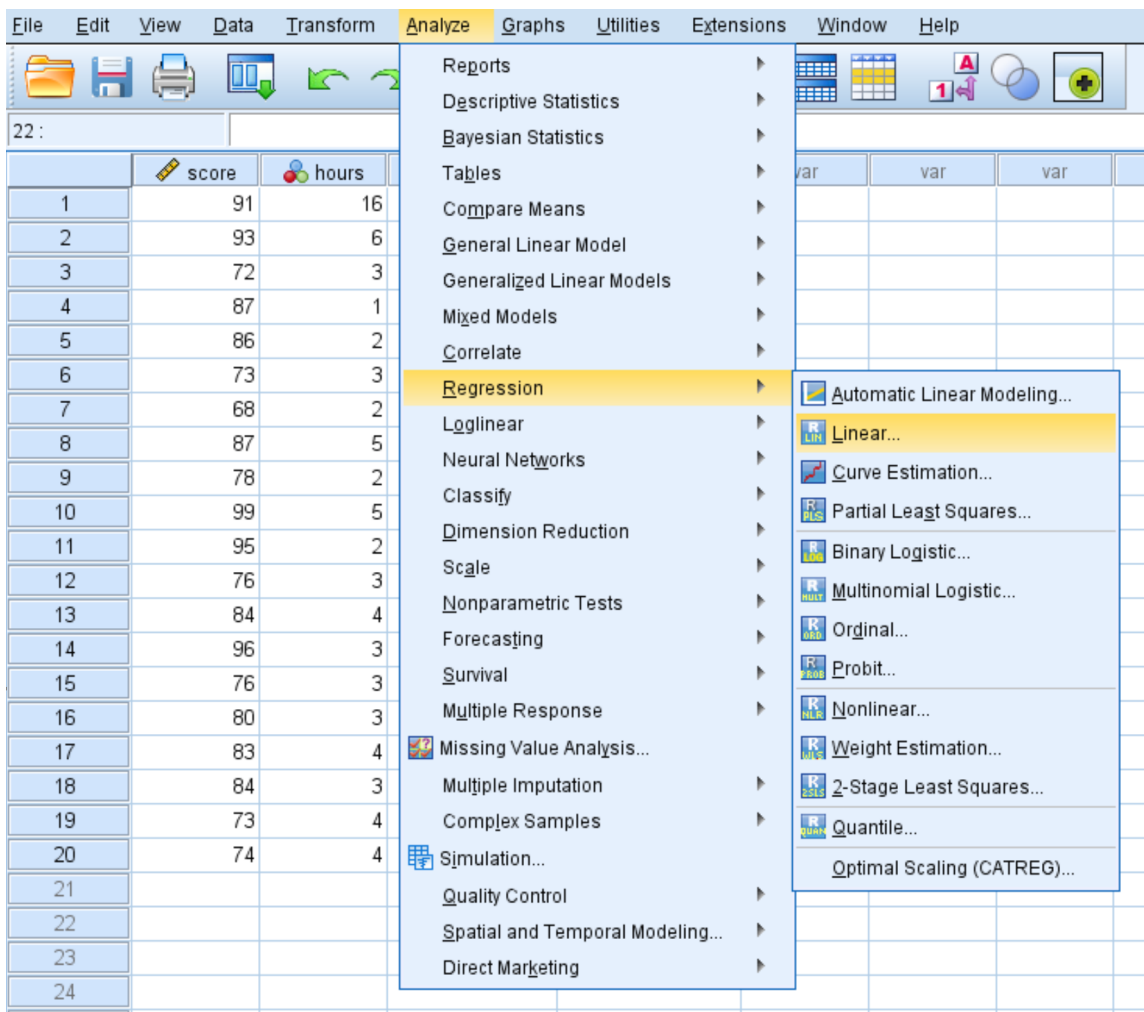 File Edit View Data Transform Analyze Graphs Utilities Extensions Window Help
22 :
score hours var var var
1 91 16
2 93 6
3 72 3
4 87 1
5 86 2
6 73 3
7 68 2
8 87 5
9 78 2
10 99 5
11 95 2
12 76 3
13 84 4
14 96 3
15 76 3
16 80 3
17 83 4
18 84 3
19 73 4
20 74 4
21
22
23
24
Reports
Descriptive Statistics
Bayesian Statistics
Tables
Compare Means
General Linear Model
Generalized Linear Models
Mixed Models
Correlate
Regression
Loglinear
Neural Networks
Classify
Dimension Reduction
Scale
Nonparametric Tests
Forecasting
Survival
Multiple Response
Missing Value Analysis...
Multiple Imputation
Complex Samples
Simulation...
Quality Control
Spatial and Temporal Modeling...
Direct Marketing
Automatic Linear Modeling...
Linear...
Curve Estimation...
Partial Least Squares...
Binary Logistic...
Multinomial Logistic...
Ordinal...
Probit...
Nonlinear...
Weight Estimation...
2-Stage Least Squares...
Quantile...
Optimal Scaling (CATREG)...